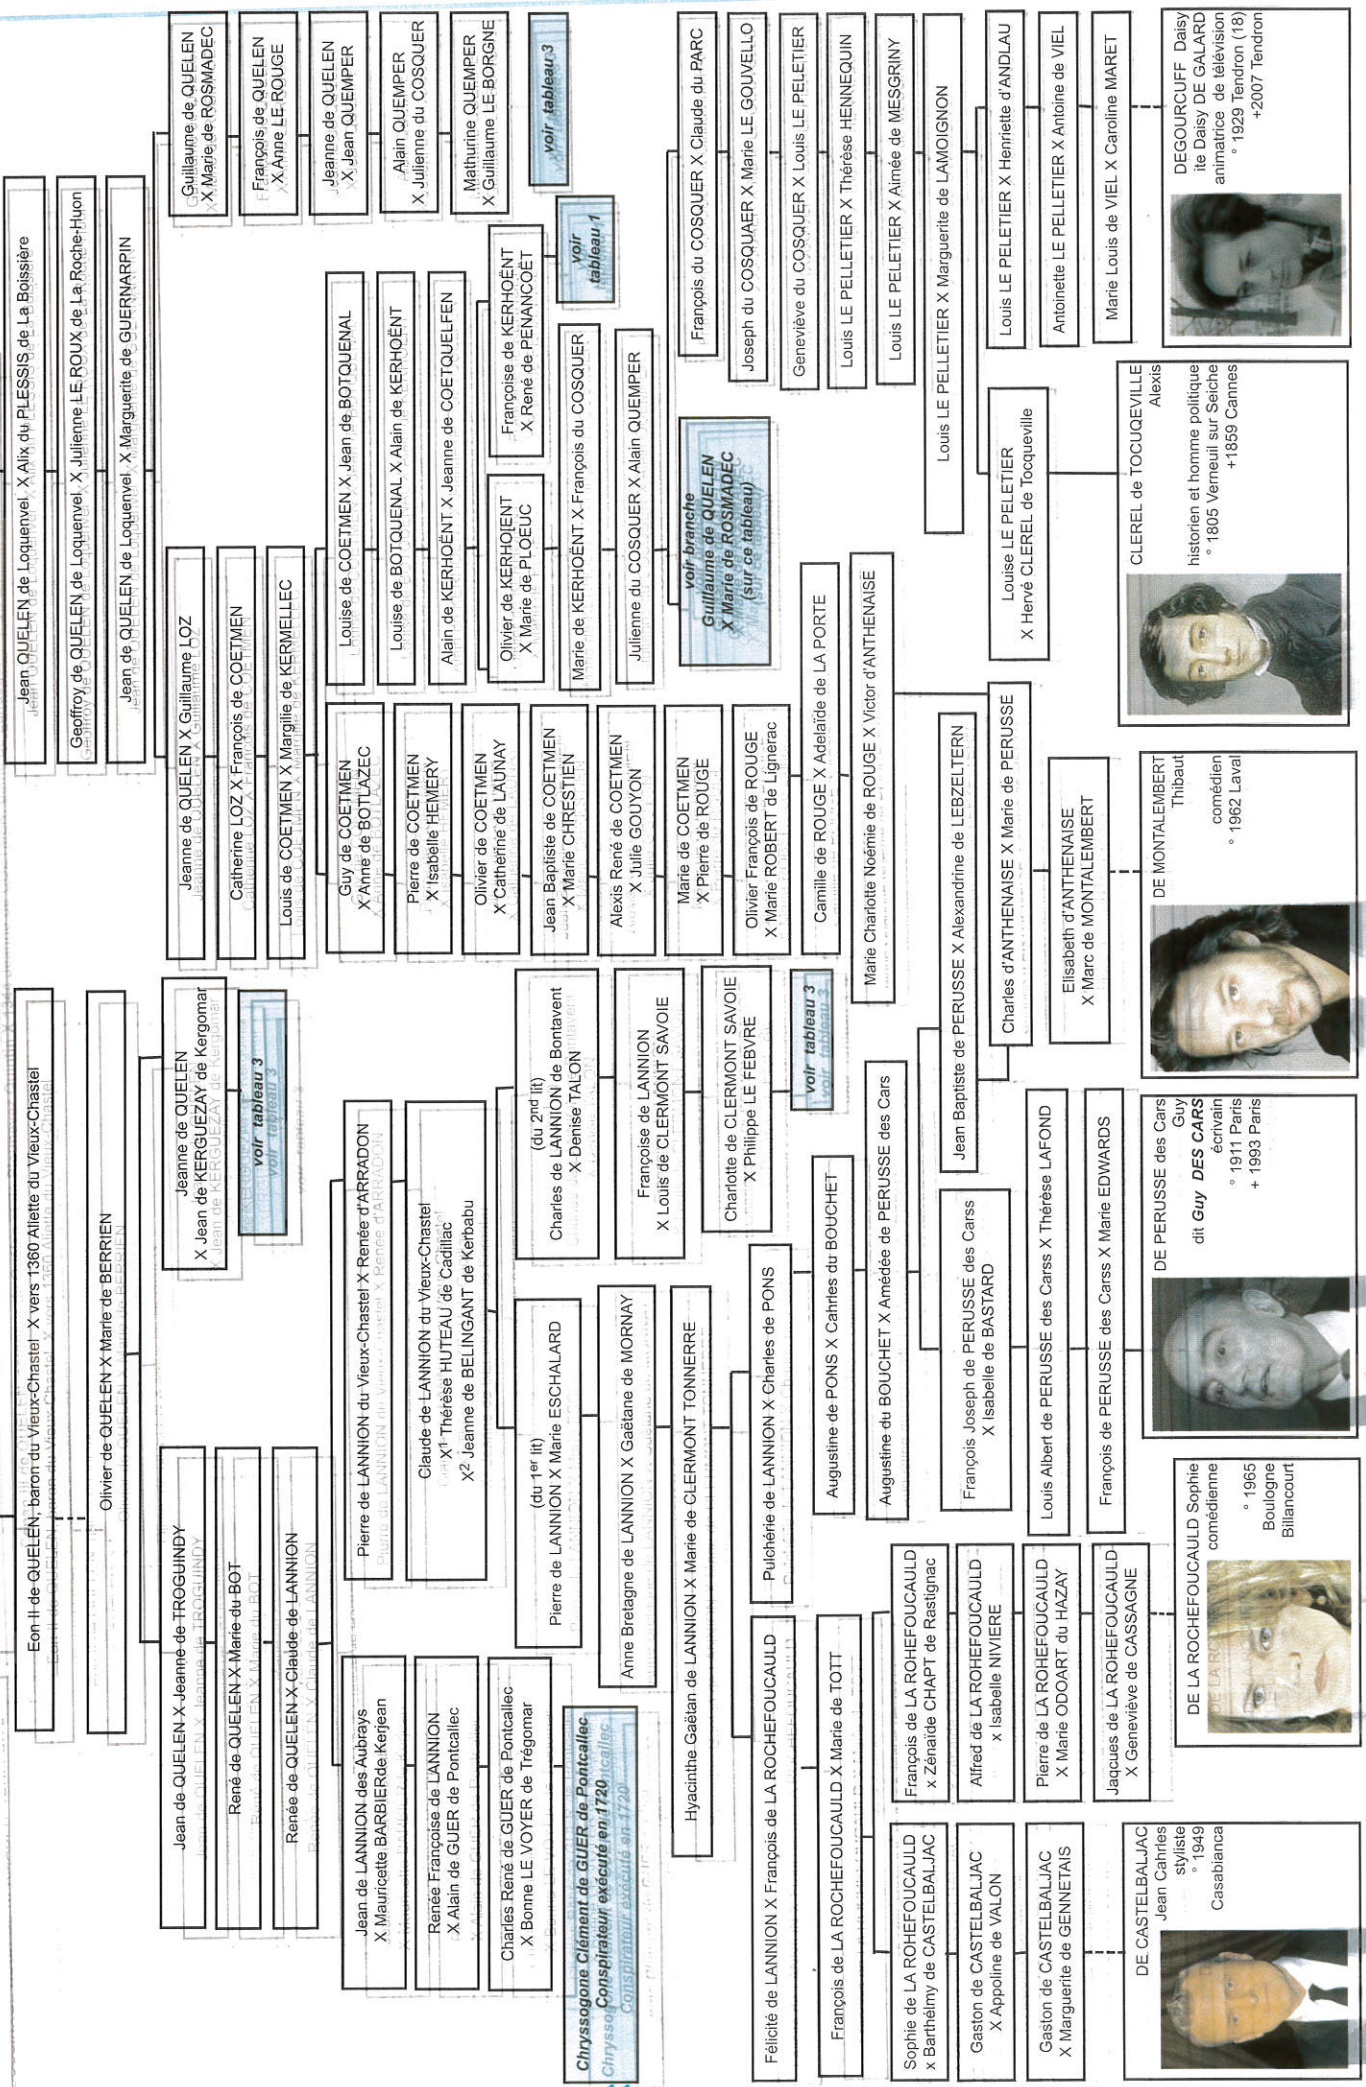 Eon II de QUELEN, baron du Vieux-Chastel X vers 1360 Aliette du Vieux-Chastel
Olivier de QUELEN X Marie de BERRIEN
Jean de QUELEN X Jeanne de TROGUINDY
René de QUELEN X Marie du BOT
Renée de QUELEN X Claude de LANNION
Jeanne de QUELEN
X Jean de KERGUEZAY de Kergomar
voir tableau 3
Jean de LANNION des Aubrays
X Mauricette BARBIERde Kerjean
Renée Françoise de LANNION
X Alain de GUER de Pontcallec
Charles René de GUER de Pontcallec
X Bonne LE VOYER de Trégomar
Chryssogone Clément de GUER de Pontcallec
Conspirateur exécuté en 1720
Pierre de LANNION du Vieux-Chastel X Renée d'ARRADON
Claude de LANNION du Vieux-Chastel
X1 Thérèse HUTEAU de Cadillac
X2 Jeanne de BELINGANT de Kerbabu
(du 1er lit)
Pierre de LANNION X Marie ESCHALARD
Anne Bretagne de LANNION X Gaëtane de MORNAY
Hyacinthe Gaëtan de LANNION X Marie de CLERMONT TONNERRE
(du 2nd lit)
Charles de LANNION de Bontavent
X Denise TALON
Françoise de LANNION
X Louis de CLERMONT SAVOIE
Charlotte de CLERMONT SAVOIE
X Philippe LE FEBVRE
voir tableau 3
Félicité de LANNION X François de LA ROCHEFOUCAULD
François de LA ROCHEFOUCAULD X Marie de TOTT
Sophie de LA ROHEFOUCAULD
x Barthélmy de CASTELBALJAC
Gaston de CASTELBALJAC
X Appoline de VALON
Gaston de CASTELBALJAC
X Marguerite de GENNETAIS
DE CASTELBALJAC
Jean Cahrles
styliste
° 1949
Casabianca
François de LA ROHEFOUCAULD
x Zénaïde CHAPT de Rastignac
Alfred de LA ROHEFOUCAULD
x Isabelle NIVIERE
Pierre de LA ROHEFOUCAULD
X Marie ODOART du HAZAY
Jaques de LA ROHEFOUCAULD
X Geneviève de CASSAGNE
DE LA ROCHEFOUCAULD Sophie
comédienne
° 1965
Boulogne
Billancourt
Pulchérie de LANNION X Charles de PONS
Augustine de PONS X Cahrles du BOUCHET
Augustine du BOUCHET X Amédée de PERUSSE des Cars
François Joseph de PERUSSE des Carss
X Isabelle de BASTARD
Louis Albert de PERUSSE des Carss X Thérèse LAFOND
François de PERUSSE des Carss X Marie EDWARDS
DE PERUSSE des Cars
Guy
dit Guy DES CARS
écrivain
° 1911 Paris
+ 1993 Paris
Jean Baptiste de PERUSSE X Alexandrine de LEBZELTERN
Charles d'ANTHENAISE X Marie de PERUSSE
Elisabeth d'ANTHENAISE
X Marc de MONTALEMBERT
DE MONTALEMBERT
Thibaut
comédien
° 1962 Laval
Jean QUELEN de Loquenvel X Alix du PLESSIS de La Boissière
Geoffroy de QUELEN de Loquenvel X Julienne LE ROUX de La Roche-Huon
Jean de QUELEN de Loquenvel X Marguerite de GUERNARPIN
Jeanne de QUELEN X Guillaume LOZ
Catherine LOZ X François de COETMEN
Louis de COETMEN X Margilie de KERMELLEC
Guy de COETMEN
X Anne de BOTLAZEC
Pierre de COETMEN
X Isabelle HEMERY
Olivier de COETMEN
X Catherine de LAUNAY
Jean Baptiste de COETMEN
X Marie CHRESTIEN
Alexis René de COETMEN
X Julie GOUYON
Marie de COETMEN
X Pierre de ROUGE
Olivier François de ROUGE
X Marie ROBERT de Lignerac
Camille de ROUGE X Adelaïde de LA PORTE
Marie Charlotte Noémie de ROUGE X Victor d'ANTHENAISE
Louise de COETMEN X Jean de BOTQUENAL
Louise de BOTQUENAL X Alain de KERHOËNT
Alain de KERHOËNT X Jeanne de COETQUELFEN
Olivier de KERHO[ENT
X Marie de PLOEUC
Françoise de KERHOËNT
X René de PENANCOËT
voir
tableau 1
Marie de KERHOËNT X François du COSQUER
Julienne du COSQUER X Alain QUEMPER
voir branche
Guillaume de QUELEN
X Marie de ROSMADEC
(sur ce tableau)
Guillaume de QUELEN
X Marie de ROSMADEC
François de QUELEN
X Anne LE ROUGE
Jeanne de QUELEN
X Jean QUEMPER
Alain QUEMPER
X Julienne du COSQUER
Mathurine QUEMPER
X Guillaume LE BORGNE
voir tableau 3
François du COSQUER X Claude du PARC
Joseph du COSQUAER X Marie LE GOUVELLO
Geneviève du COSQUER X Louis LE PELETIER
Louis LE PELLETIER X Thérèse HENNEQUIN
Louis LE PELETIER X Aimée de MESGRINY
Louis LE PELLETIER X Marguerite de LAMOIGNON
Louise LE PELETIER
X Hervé CLEREL de Tocqueville
CLEREL de TOCUQEVILLE
Alexis
historien et homme politique
° 1805 Verneuil sur Seiche
+1859 Cannes
Louis LE PELETIER X Henriette d'ANDLAU
Antoinette LE PELLETIER X Antoine de VIEL
Marie Louis de VIEL X Caroline MARET
DEGOURCUFF Daisy
ite Daisy DE GALARD
animatrice de télévision
° 1929 Tendron (18)
+2007 Tendron